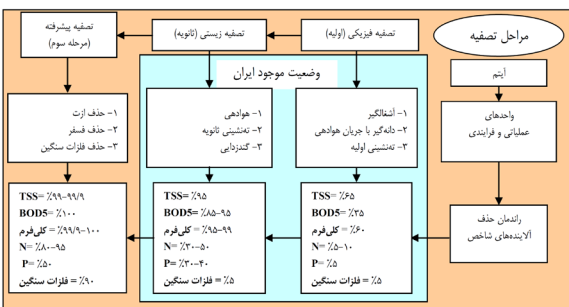 مراحل تصفیه
تصفیه فیزیکی (اولیه)
تصفیه زیستی (ثانویه)
تصفیه پیشرفته
(مرحله سوم)
وضعیت موجود ایران
آیتم
واحدهای
عملیاتی و فرایندی
۱- آشغالگیر
۲- دانه‌گیر با جریان هوادهی
۳- ته‌نشینی اولیه
۱- هوادهی
۲- ته‌نشینی ثانویه
۳- گندزدایی
۱- حذف ازت
۲- حذف فسفر
۳- حذف فلزات سنگین
راندمان حذف
آلاینده‌های شاخص
TSS= ٪۶۵
BOD5= ٪۳۵
کلی‌فرم = ٪۶۰
N= ٪۵-۱۰
P= ٪۵
فلزات سنگین = ٪۵
TSS= ٪۹۵
BOD5= ٪۸۵-۹۵
کلی‌فرم = ٪۹۵-۹۹
N= ٪۳۰-۵۰
P= ٪۳۰-۴۰
فلزات سنگین = ٪۵
TSS= ٪۹۹-۹۹/۹
BOD5= ٪۱۰۰
کلی‌فرم = ٪۹۹/۹-۱۰۰
N= ٪۸۰-۹۵
P= ٪۵۰
فلزات سنگین = ٪۹۰